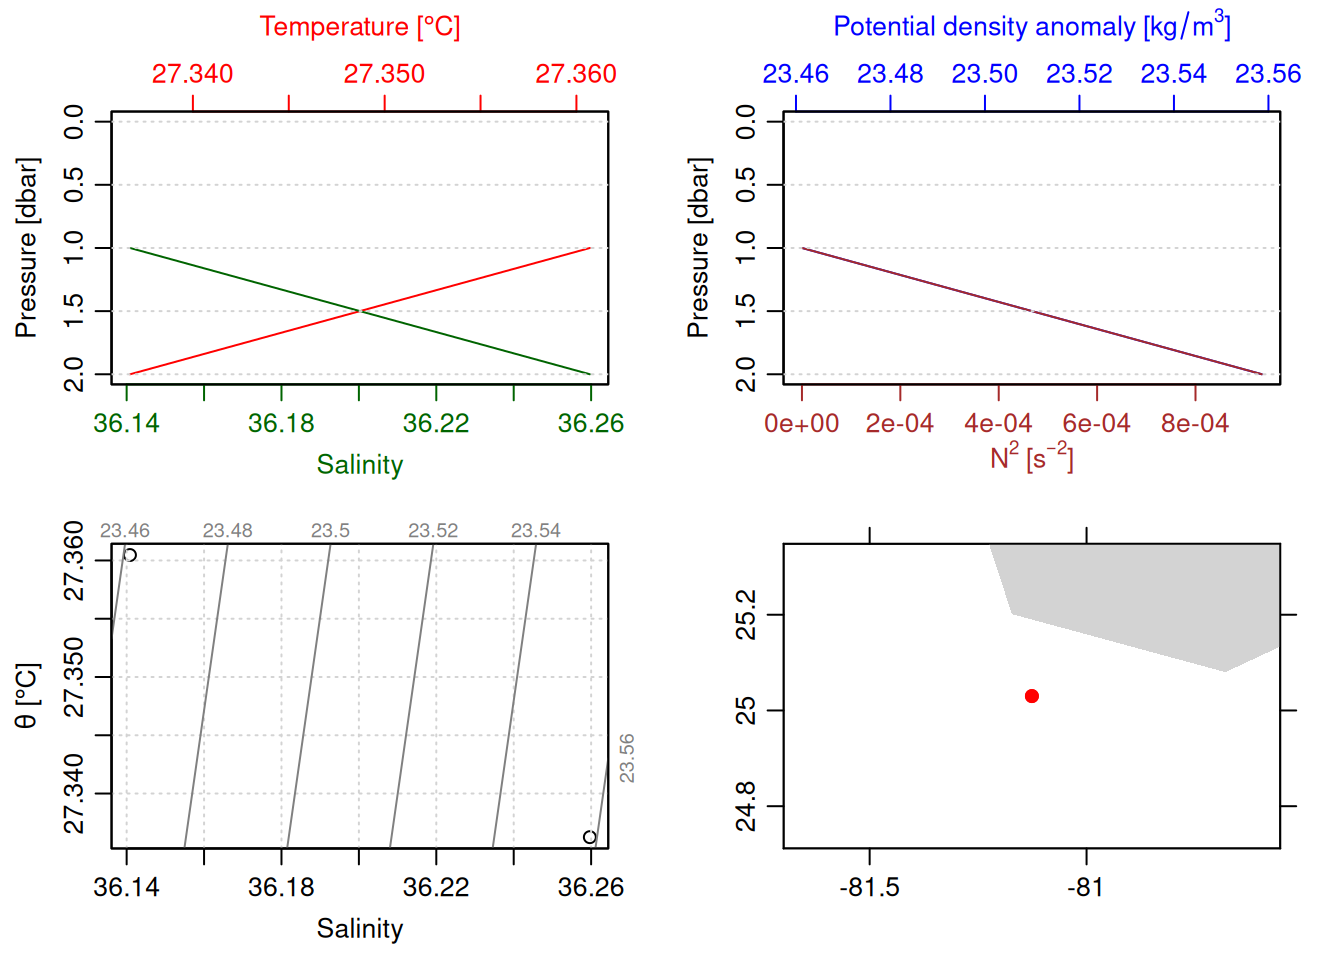 Temperature [°C]
27.340 27.350 27.360
Pressure [dbar]
0.0 0.5 1.0 1.5 2.0
36.14 36.18 36.22 36.26
Salinity
Potential density anomaly [kg/m³]
23.46 23.48 23.50 23.52 23.54 23.56
Pressure [dbar]
0.0 0.5 1.0 1.5 2.0
0e+00 2e-04 4e-04 6e-04 8e-04
N² [s⁻²]
23.46 23.48 23.5 23.52 23.54
23.56
θ [°C]
27.340 27.350 27.360
36.14 36.18 36.22 36.26
Salinity
24.8 25 25.2
-81.5 -81